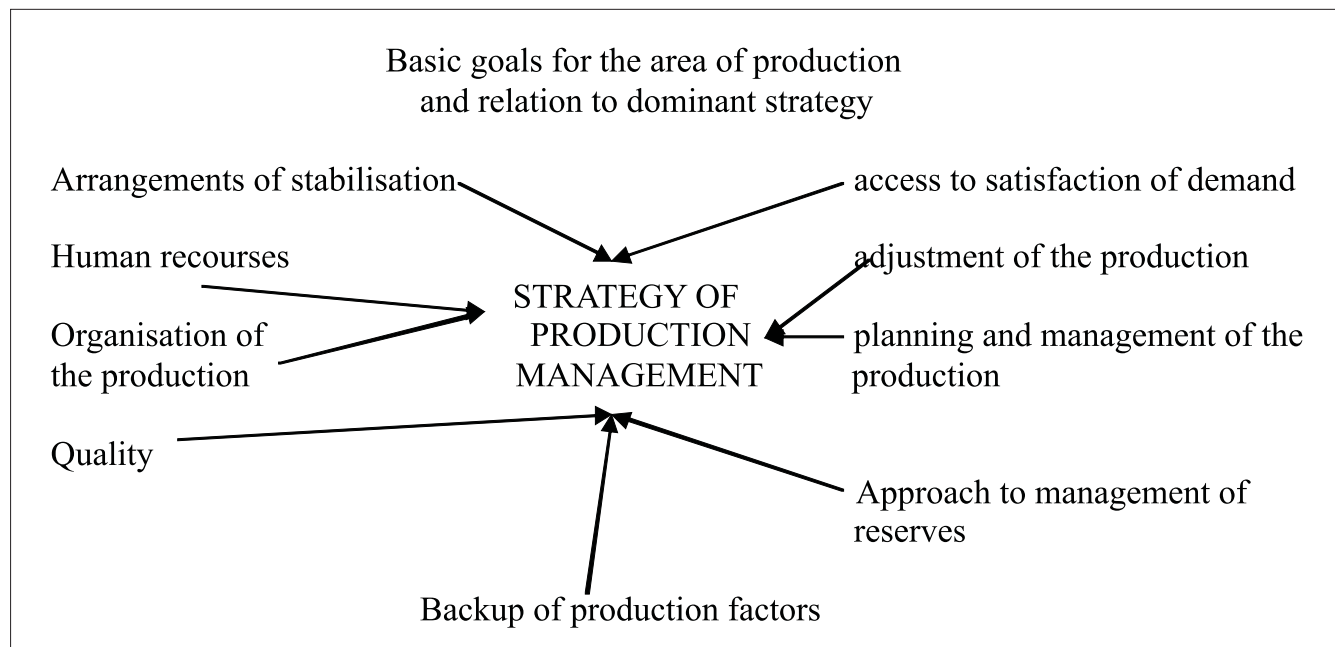 Basic goals for the area of production
and relation to dominant strategy
Arrangements of stabilisation
access to satisfaction of demand
Human recourses
adjustment of the production
STRATEGY OF
PRODUCTION
MANAGEMENT
Organisation of
the production
planning and management of the
production
Quality
Approach to management of
reserves
Backup of production factors